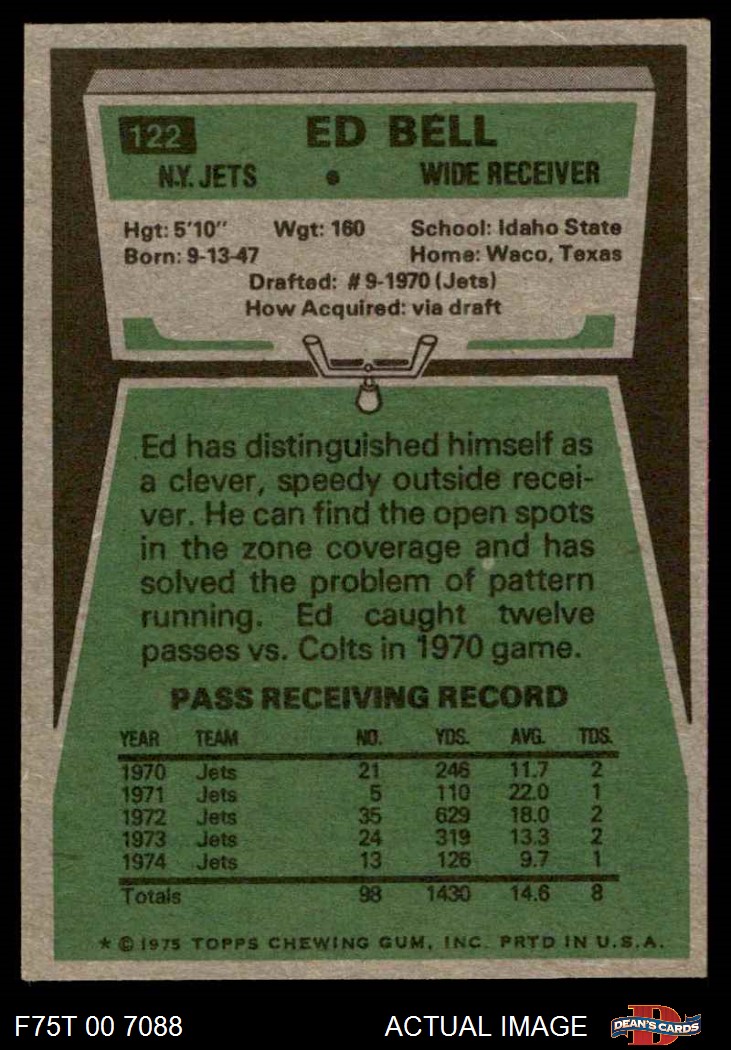 122 ED BELL
N.Y. JETS • WIDE RECEIVER
Hgt: 5'10" Wgt: 160 School: Idaho State
Born: 9-13-47 Home: Waco, Texas
Drafted: #9-1970 (Jets)
How Acquired: via draft
Ed has distinguished himself as
a clever, speedy outside recei-
ver. He can find the open spots
in the zone coverage and has
solved the problem of pattern
running. Ed caught twelve
passes vs. Colts in 1970 game.
PASS RECEIVING RECORD
YEAR TEAM NO. YDS. AVG. TDS.
1970 Jets 21 246 11.7 2
1971 Jets 5 110 22.0 1
1972 Jets 35 629 18.0 2
1973 Jets 24 319 13.3 2
1974 Jets 13 126 9.7 1
Totals 98 1430 14.6 8
* © 1975 TOPPS CHEWING GUM, INC. PRTD IN U.S.A.
F75T 00 7088 ACTUAL IMAGE D DEAN'S CARDS